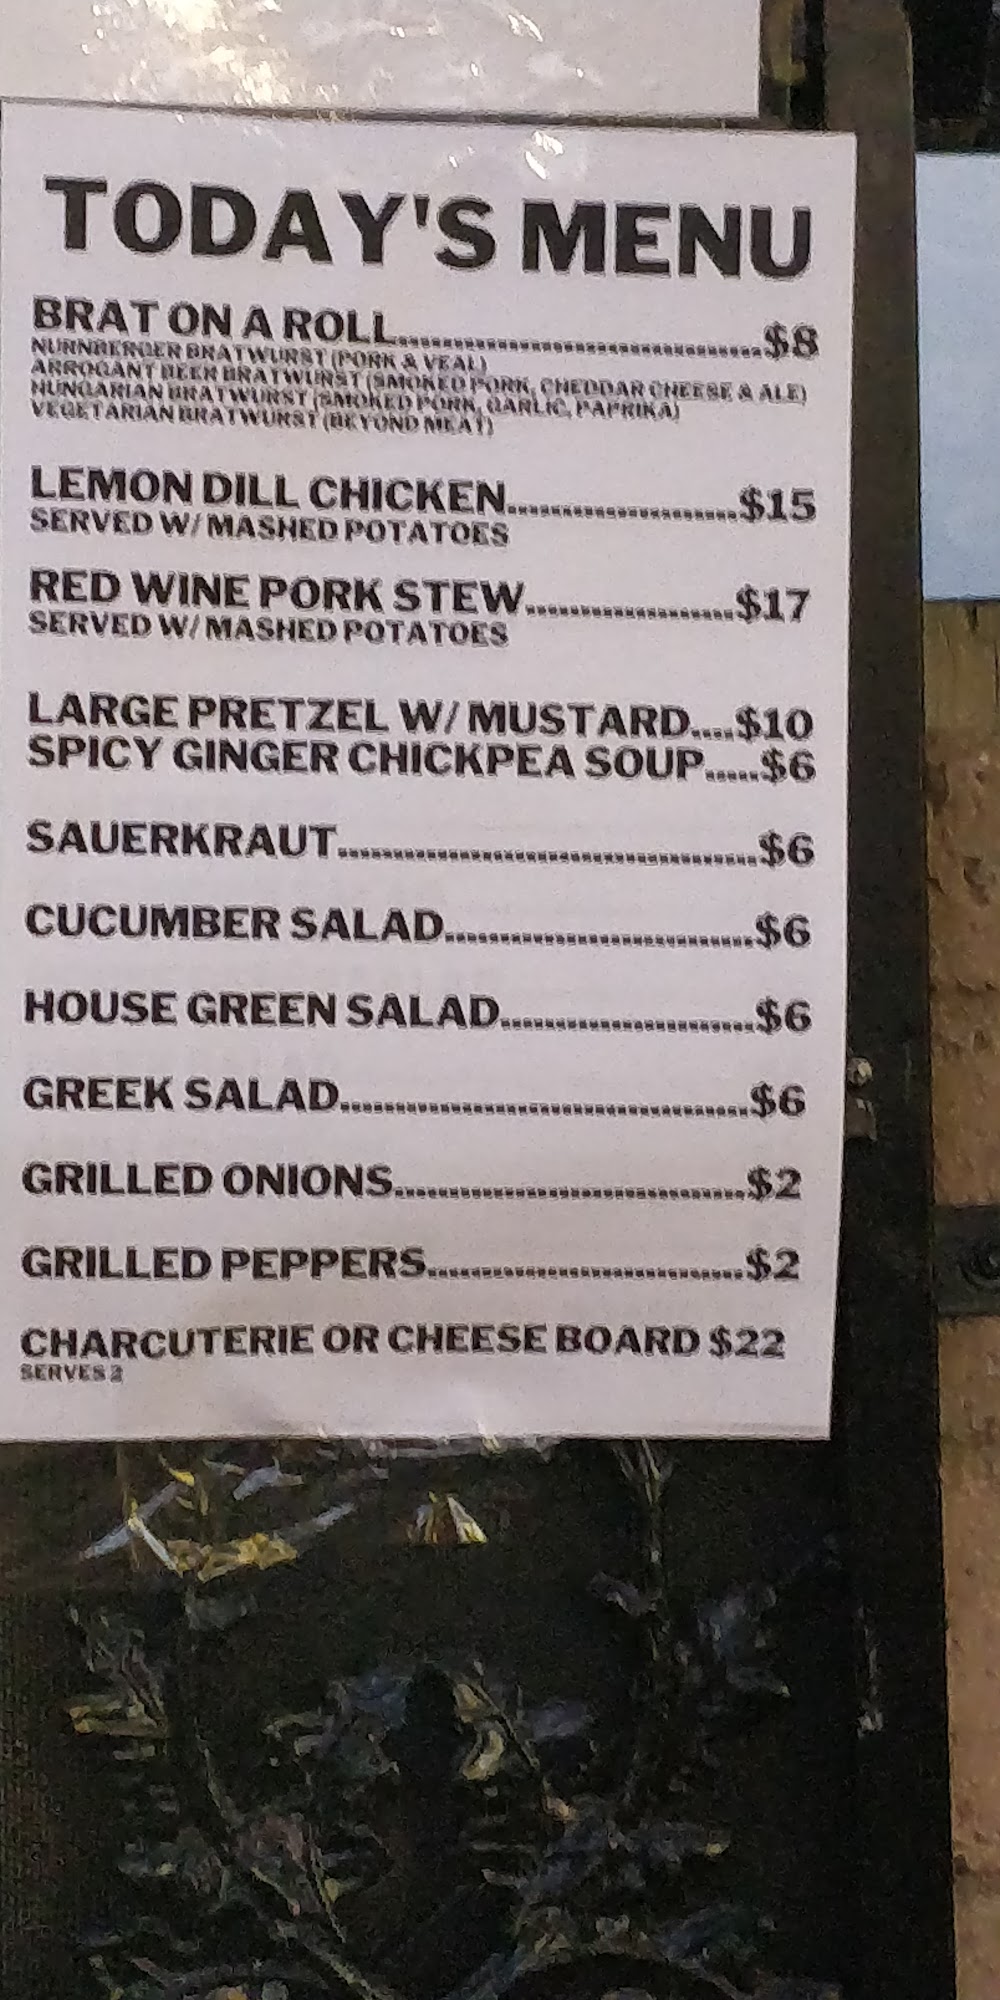 TODAY'S MENU
BRAT ON A ROLL........................................$8
NURNBERGER BRATWURST (PORK & VEAL)
ARROGANT BEER BRATWURST (SMOKED PORK, CHEDDAR CHEESE & ALE)
HUNGARIAN BRATWURST (SMOKED PORK, GARLIC, PAPRIKA)
VEGETARIAN BRATWURST (BEYOND MEAT)
LEMON DILL CHICKEN.........................$15
SERVED W/ MASHED POTATOES
RED WINE PORK STEW.......................$17
SERVED W/ MASHED POTATOES
LARGE PRETZEL W/ MUSTARD....$10
SPICY GINGER CHICKPEA SOUP......$6
SAUERKRAUT..............................................$6
CUCUMBER SALAD..................................$6
HOUSE GREEN SALAD............................$6
GREEK SALAD.............................................$6
GRILLED ONIONS......................................$2
GRILLED PEPPERS...................................$2
CHARCUTERIE OR CHEESE BOARD $22
SERVES 2